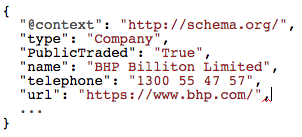 {
"@context": "http://schema.org/",
"type": "Company",
"PublicTraded": "True",
"name": "BHP Billiton Limited",
"telephone": "1300 55 47 57",
"url": "https://www.bhp.com/",
...
}